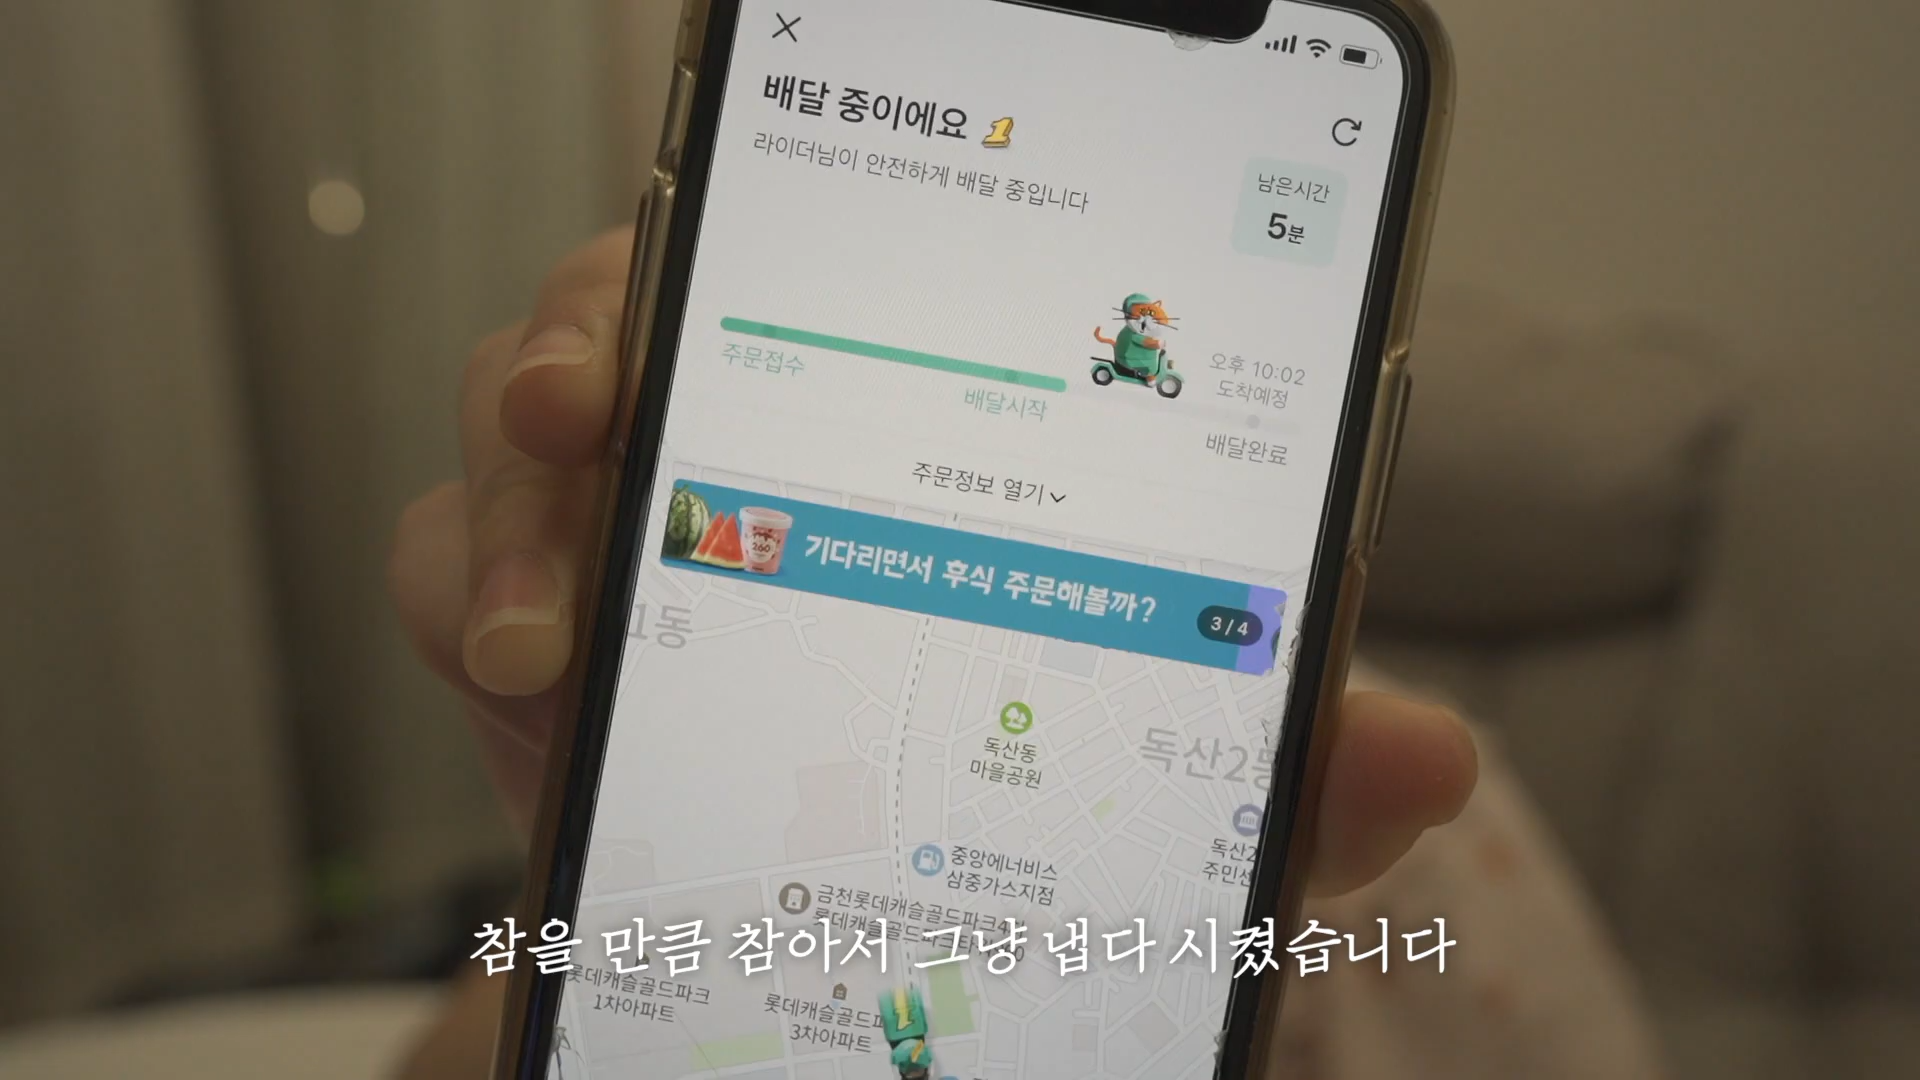 배달 중이에요
라이더님이 안전하게 배달 중입니다
남은시간
5분
오후 10:02
도착예정
주문접수
배달시작
배달완료
주문정보 열기
260
기다리면서 후식 주문해볼까?
3 / 4
1동
독산동
마을공원
독산2동
독산2
주민센
중앙에너비스
삼중가스지점
금천롯데캐슬골드파크4차
참을 만큼 참아서 그냥 냅다 시켰습니다
롯데캐슬골드파크
1차아파트
롯데캐슬골드파
3차아파트
1